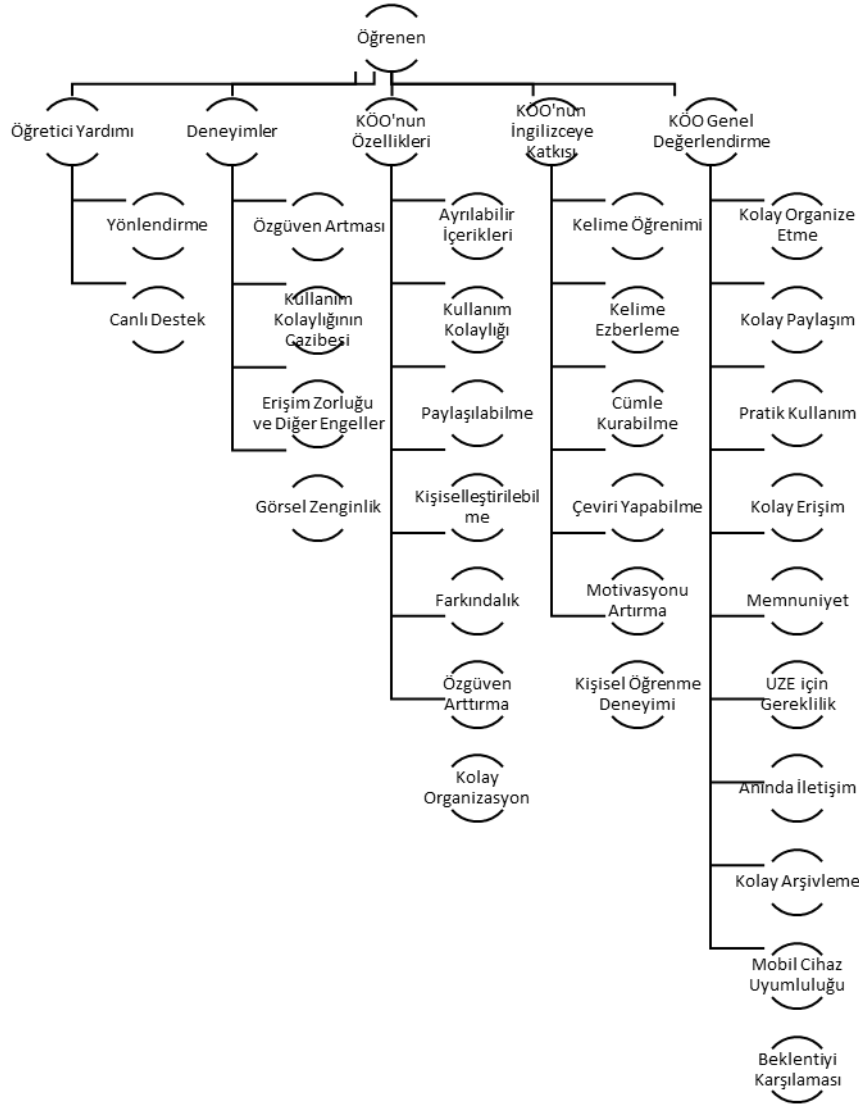 Öğrenen
Öğretici Yardımı
Yönlendirme
Canlı Destek
Deneyimler
Özgüven Artması
Kullanım
Kolaylığının
Cazibesi
Erişim Zorluğu
ve Diğer Engeller
Görsel Zenginlik
KÖO'nun
Özellikleri
Ayrılabilir
İçerikleri
Kullanım
Kolaylığı
Paylaşılabilme
Kişiselleştirilebil
me
Farkındalık
Özgüven
Arttırma
Kolay
Organizasyon
KÖO'nun
İngilizceye
Katkısı
Kelime Öğrenimi
Kelime
Ezberleme
Cümle
Kurabilme
Çeviri Yapabilme
Motivasyonu
Artırma
Kişisel Öğrenme
Deneyimi
KÖO Genel
Değerlendirme
Kolay Organize
Etme
Kolay Paylaşım
Pratik Kullanım
Kolay Erişim
Memnuniyet
UZE için
Gereklilik
Anında İletişim
Kolay Arşivleme
Mobil Cihaz
Uyumluluğu
Beklentiyi
Karşılaması